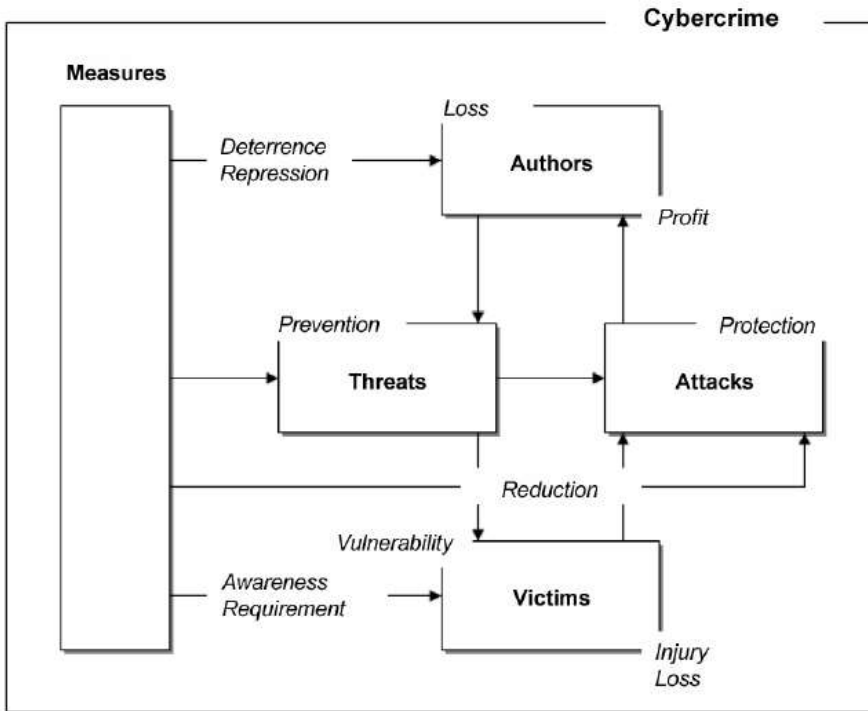 Cybercrime
Measures
Loss
Deterrence
Repression
Authors
Profit
Prevention
Protection
Threats
Attacks
Reduction
Vulnerability
Awareness
Requirement
Victims
Injury
Loss